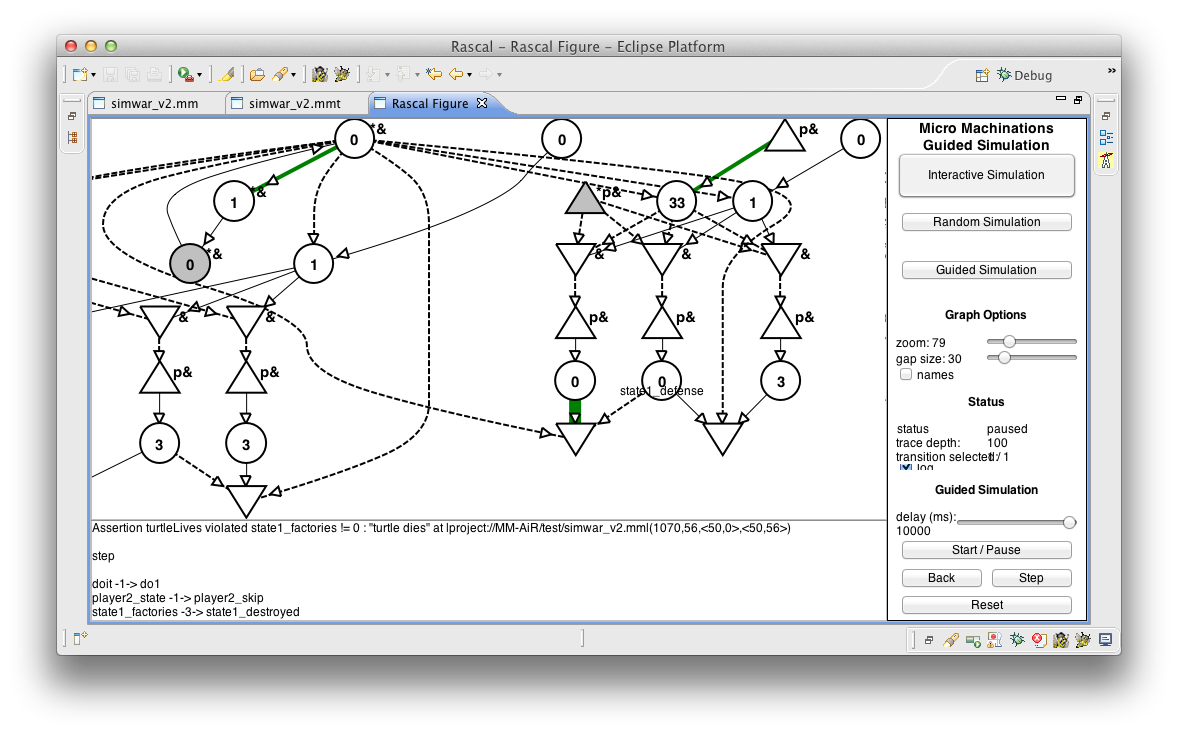 Rascal - Rascal Figure - Eclipse Platform
Debug
»
simwar_v2.mm
simwar_v2.mmt
Rascal Figure
0
*&
0
p&
0
1
*&
*p&
33
1
0
*&
1
&
&
&
&
p&
p&
p&
p&
p&
0
0
3
state1_defense
3
3
Micro Machinations
Guided Simulation
Interactive Simulation
Random Simulation
Guided Simulation
Graph Options
zoom: 79
gap size: 30
names
Status
status paused
trace depth: 100
transition selected: 1 / 1
log
Guided Simulation
delay (ms):
10000
Start / Pause
Back Step
Reset
Assertion turtleLives violated state1_factories != 0 : "turtle dies" at lproject://MM-AiR/test/simwar_v2.mml(1070,56,<50,0>,<50,56>)
step
doit -1-> do1
player2_state -1-> player2_skip
state1_factories -3-> state1_destroyed